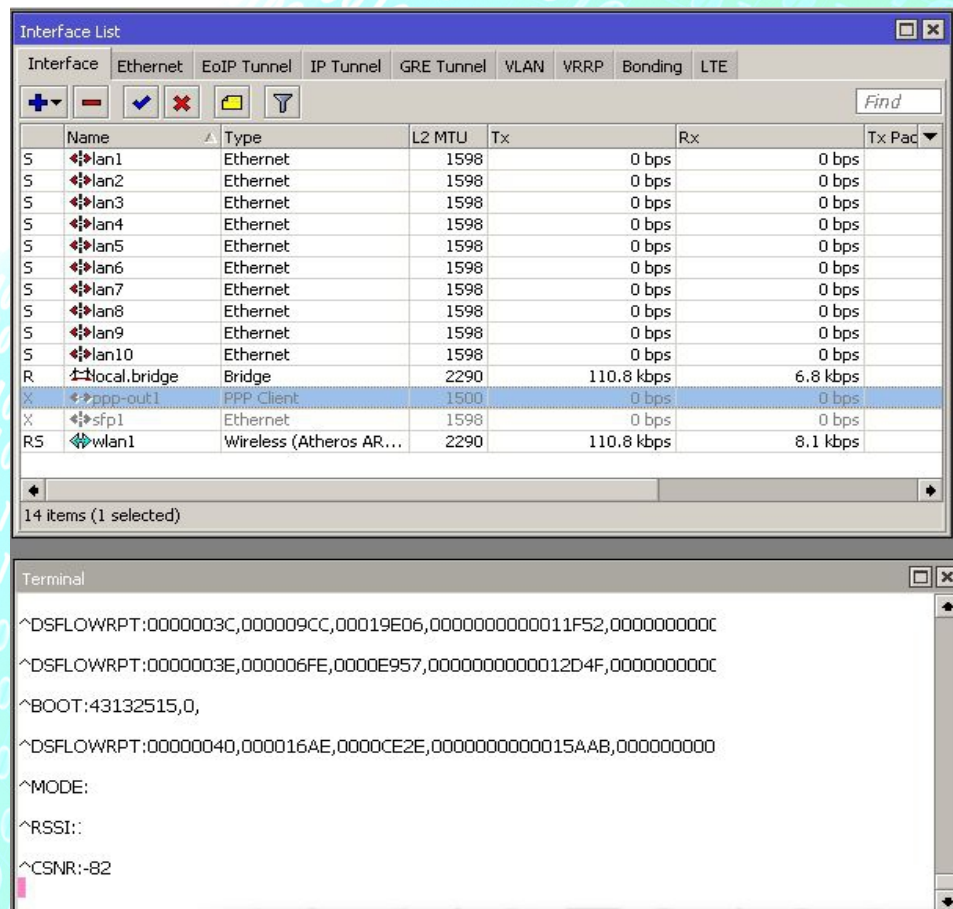 Interface List
Interface Ethernet EoIP Tunnel IP Tunnel GRE Tunnel VLAN VRRP Bonding LTE
Find
Name Type L2 MTU Tx Rx Tx Pac
S lan1 Ethernet 1598 0 bps 0 bps
S lan2 Ethernet 1598 0 bps 0 bps
S lan3 Ethernet 1598 0 bps 0 bps
S lan4 Ethernet 1598 0 bps 0 bps
S lan5 Ethernet 1598 0 bps 0 bps
S lan6 Ethernet 1598 0 bps 0 bps
S lan7 Ethernet 1598 0 bps 0 bps
S lan8 Ethernet 1598 0 bps 0 bps
S lan9 Ethernet 1598 0 bps 0 bps
S lan10 Ethernet 1598 0 bps 0 bps
R local.bridge Bridge 2290 110.8 kbps 6.8 kbps
X ppp-out1 PPP Client 1500 0 bps 0 bps
X sfp1 Ethernet 1598 0 bps 0 bps
RS wlan1 Wireless (Atheros AR... 2290 110.8 kbps 8.1 kbps
14 items (1 selected)
Terminal
^DSFLOWRPT:0000003C,000009CC,00019E06,0000000000011F52,000000000
^DSFLOWRPT:0000003E,000006FE,0000E957,0000000000012D4F,000000000
^BOOT:43132515,0,
^DSFLOWRPT:00000040,000016AE,0000CE2E,0000000000015AAB,000000000
^MODE:
^RSSI:
^CSNR:-82